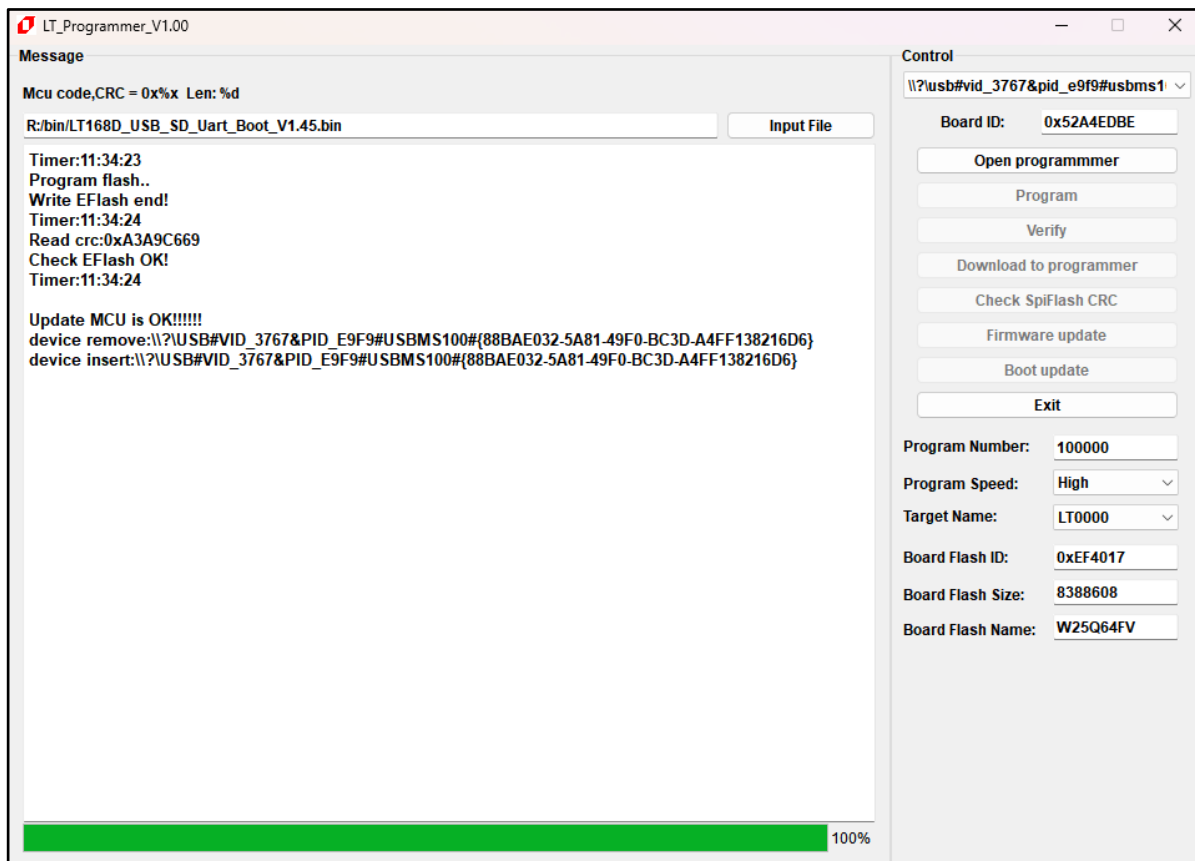 LT_Programmer_V1.00
Message
Mcu code,CRC = 0x%x  Len: %d
R:/bin/LT168D_USB_SD_Uart_Boot_V1.45.bin
Input File
Timer:11:34:23
Program flash..
Write EFlash end!
Timer:11:34:24
Read crc:0xA3A9C669
Check EFlash OK!
Timer:11:34:24
Update MCU is OK!!!!!!
device remove:\\?\USB#VID_3767&PID_E9F9#USBMS100#{88BAE032-5A81-49F0-BC3D-A4FF138216D6}
device insert:\\?\USB#VID_3767&PID_E9F9#USBMS100#{88BAE032-5A81-49F0-BC3D-A4FF138216D6}
100%
Control
\\?\usb#vid_3767&pid_e9f9#usbms1
Board ID: 0x52A4EDBE
Open programmmer
Program
Verify
Download to programmer
Check SpiFlash CRC
Firmware update
Boot update
Exit
Program Number: 100000
Program Speed: High
Target Name: LT0000
Board Flash ID: 0xEF4017
Board Flash Size: 8388608
Board Flash Name: W25Q64FV